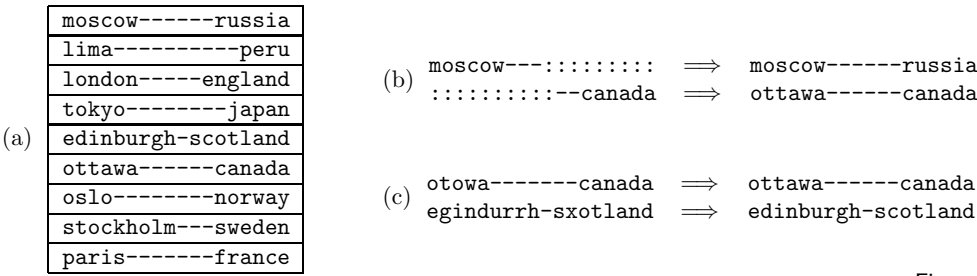 (a)
moscow------russia
lima----------peru
london-----england
tokyo--------japan
edinburgh-scotland
ottawa------canada
oslo--------norway
stockholm---sweden
paris-------france
(b)
moscow---::::::::: ⟹ moscow------russia
::::::::::--canada ⟹ ottawa------canada
(c)
otowa-------canada ⟹ ottawa------canada
egindurrh-sxotland ⟹ edinburgh-scotland